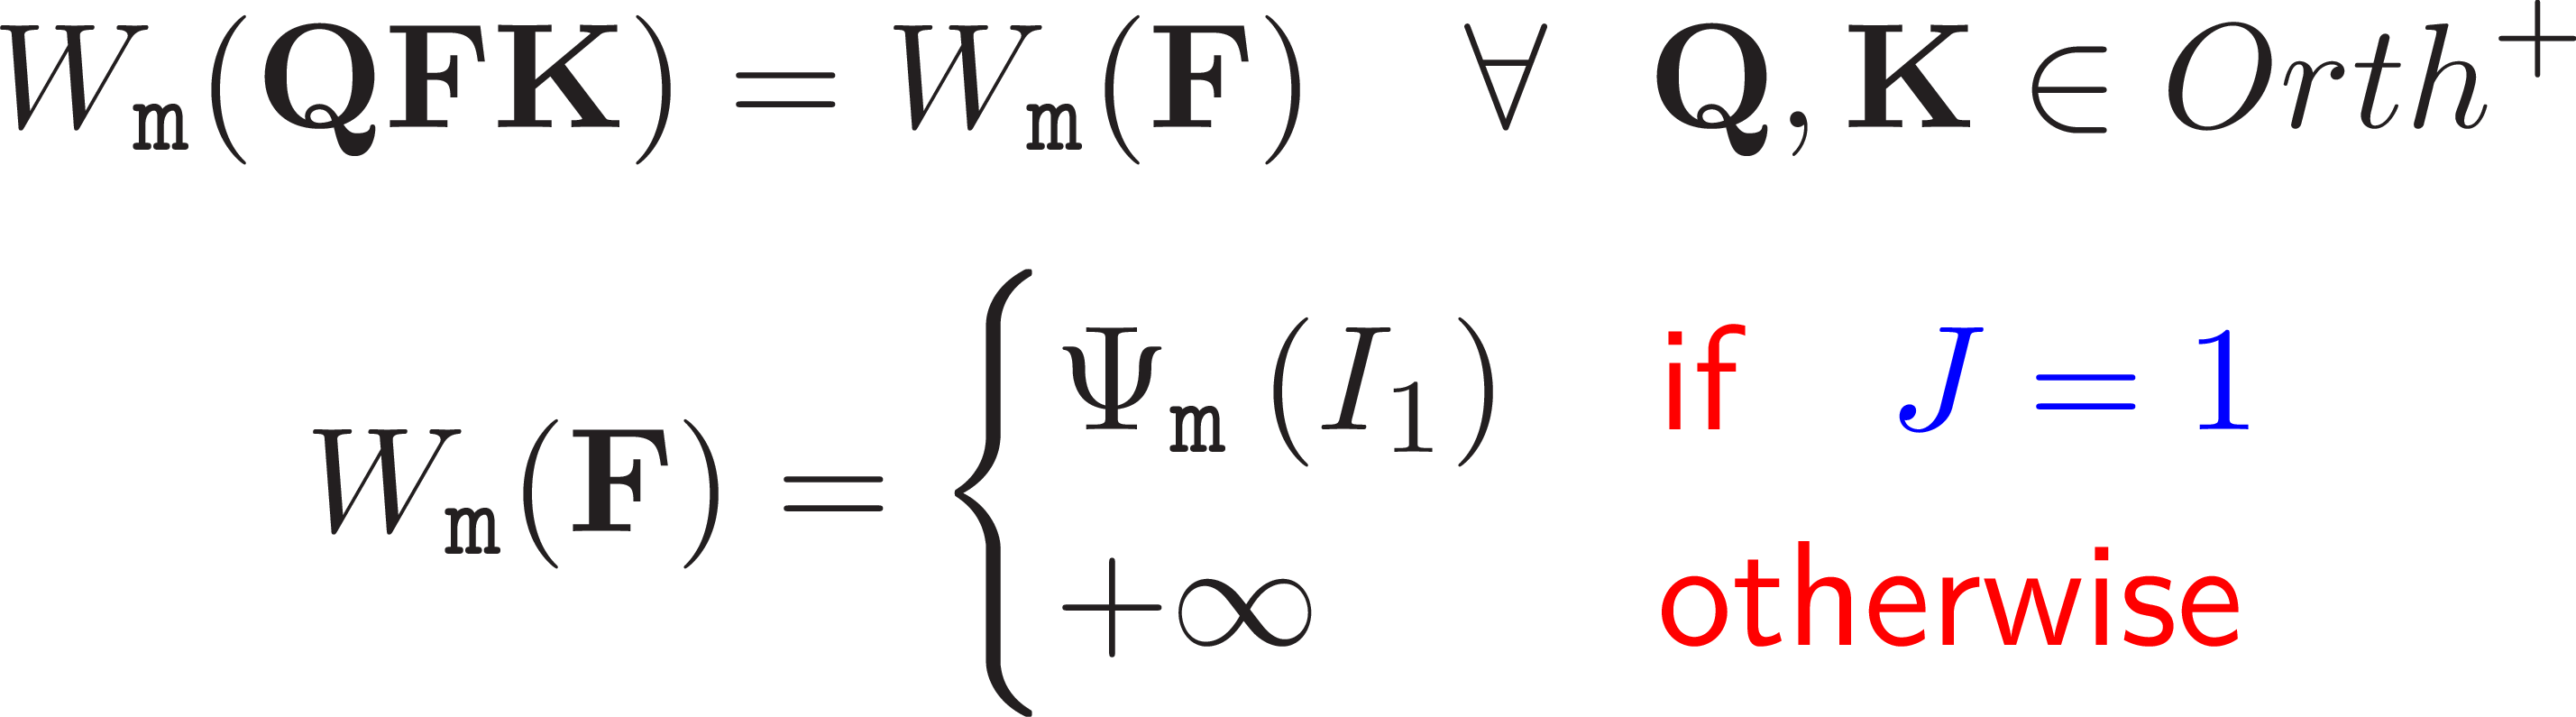 W_m(QFK) = W_m(F) ∀ Q, K ∈ Orth^+
W_m(F) = { Ψ_m (I_1) if J = 1
+∞ otherwise